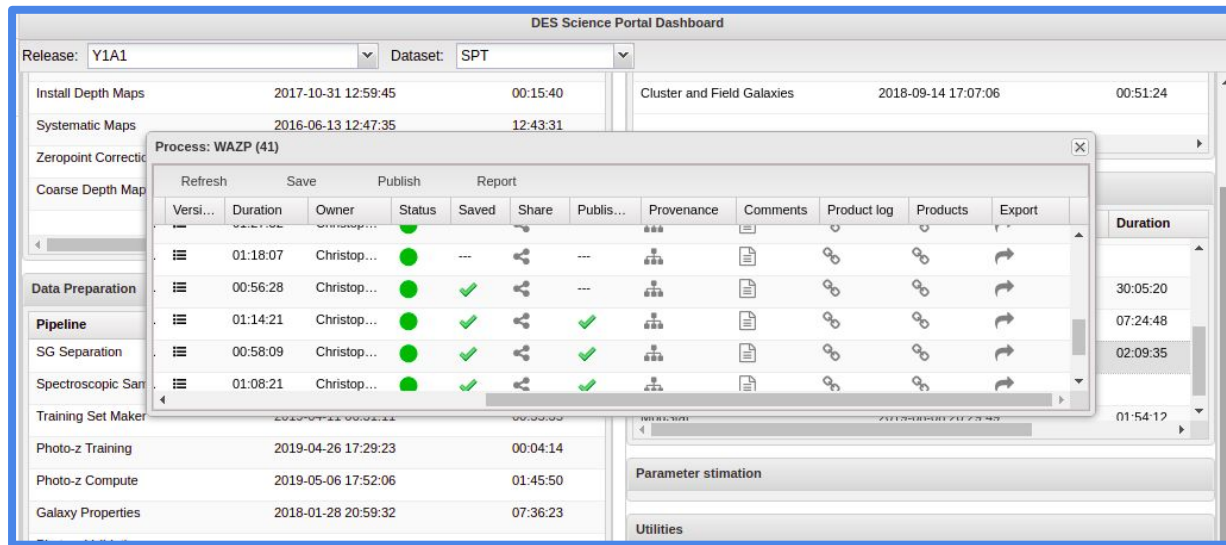 DES Science Portal Dashboard
Release: Y1A1 Dataset: SPT
Install Depth Maps 2017-10-31 12:59:45 00:15:40 Cluster and Field Galaxies 2018-09-14 17:07:06 00:51:24
Systematic Maps 2016-06-13 12:47:35 12:43:31
Process: WAZP (41)
Zeropoint Correctic
Coarse Depth Map
Refresh Save Publish Report
Versi... Duration Owner Status Saved Share Publis... Provenance Comments Product log Products Export
Duration
01:18:07 Christop... --- ---
Data Preparation
00:56:28 Christop... --- 30:05:20
Pipeline
01:14:21 Christop... 07:24:48
SG Separation
00:58:09 Christop... 02:09:35
Spectroscopic Sam
01:08:21 Christop...
Training Set Maker 01:54:12
Photo-z Training 2019-04-26 17:29:23 00:04:14
Photo-z Compute 2019-05-06 17:52:06 01:45:50
Parameter stimation
Galaxy Properties 2018-01-28 20:59:32 07:36:23
Utilities